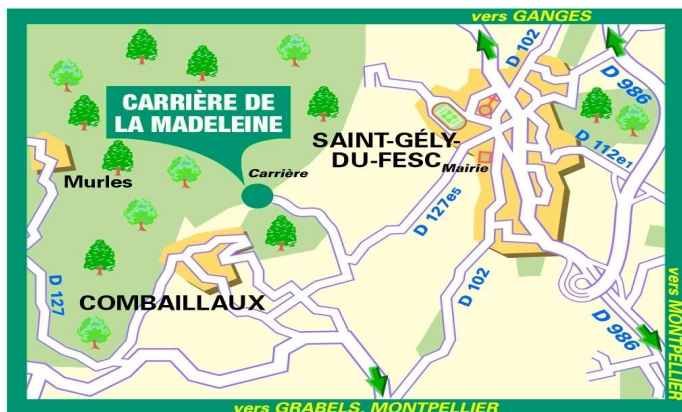 vers GANGES
D 102
D 986
CARRIÈRE DE
LA MADELEINE
SAINT-GÉLY-
DU-FESC
Mairie
D 112e1
Carrière
Murles
D 127e5
D 127
COMBAILLAUX
D 102
D 986
vers MONTPELLIER
vers GRABELS, MONTPELLIER